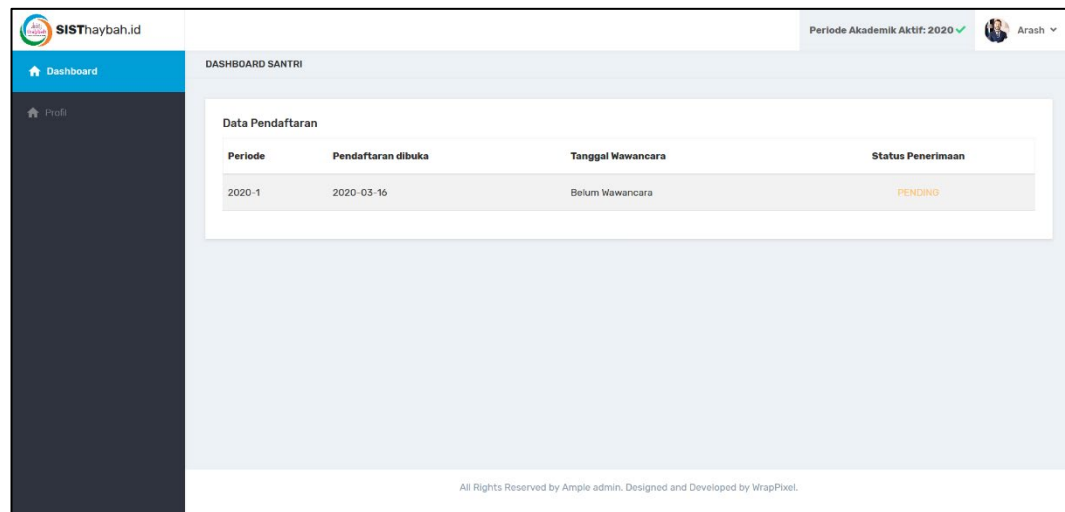 SISThaybah.id
Periode Akademik Aktif: 2020
Arash
Dashboard
Profil
DASHBOARD SANTRI
Data Pendaftaran
Periode Pendaftaran dibuka Tanggal Wawancara Status Penerimaan
2020-1 2020-03-16 Belum Wawancara PENDING
All Rights Reserved by Ample admin. Designed and Developed by WrapPixel.